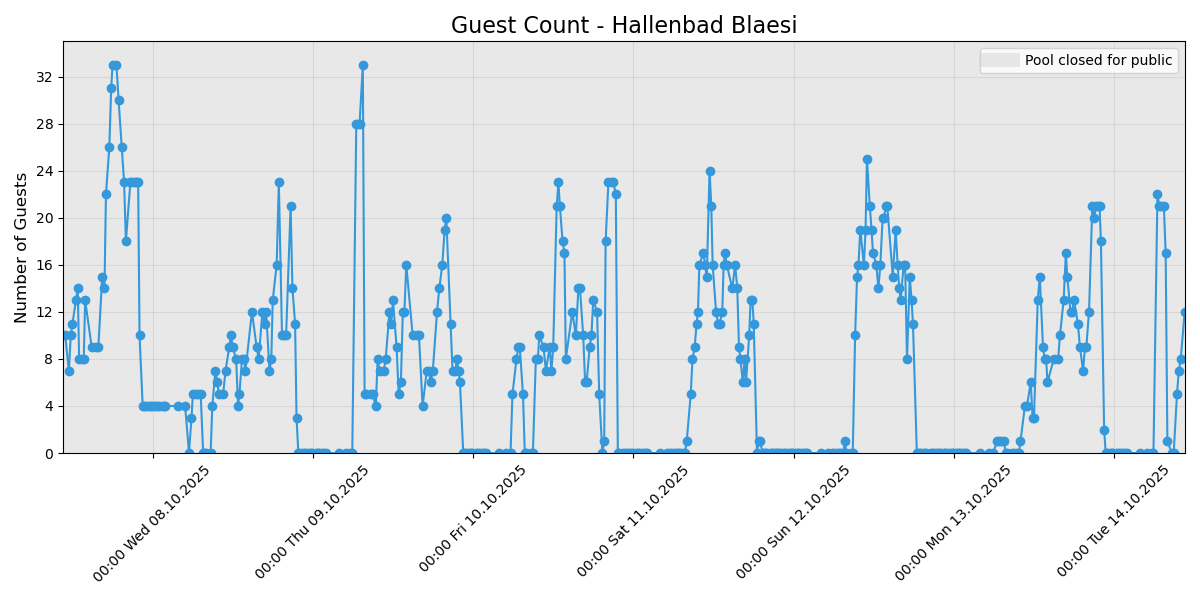 Guest Count - Hallenbad Blaesi
Pool closed for public
Number of Guests
32
28
24
20
16
12
8
4
0
00:00 Wed 08.10.2025
00:00 Thu 09.10.2025
00:00 Fri 10.10.2025
00:00 Sat 11.10.2025
00:00 Sun 12.10.2025
00:00 Mon 13.10.2025
00:00 Tue 14.10.2025